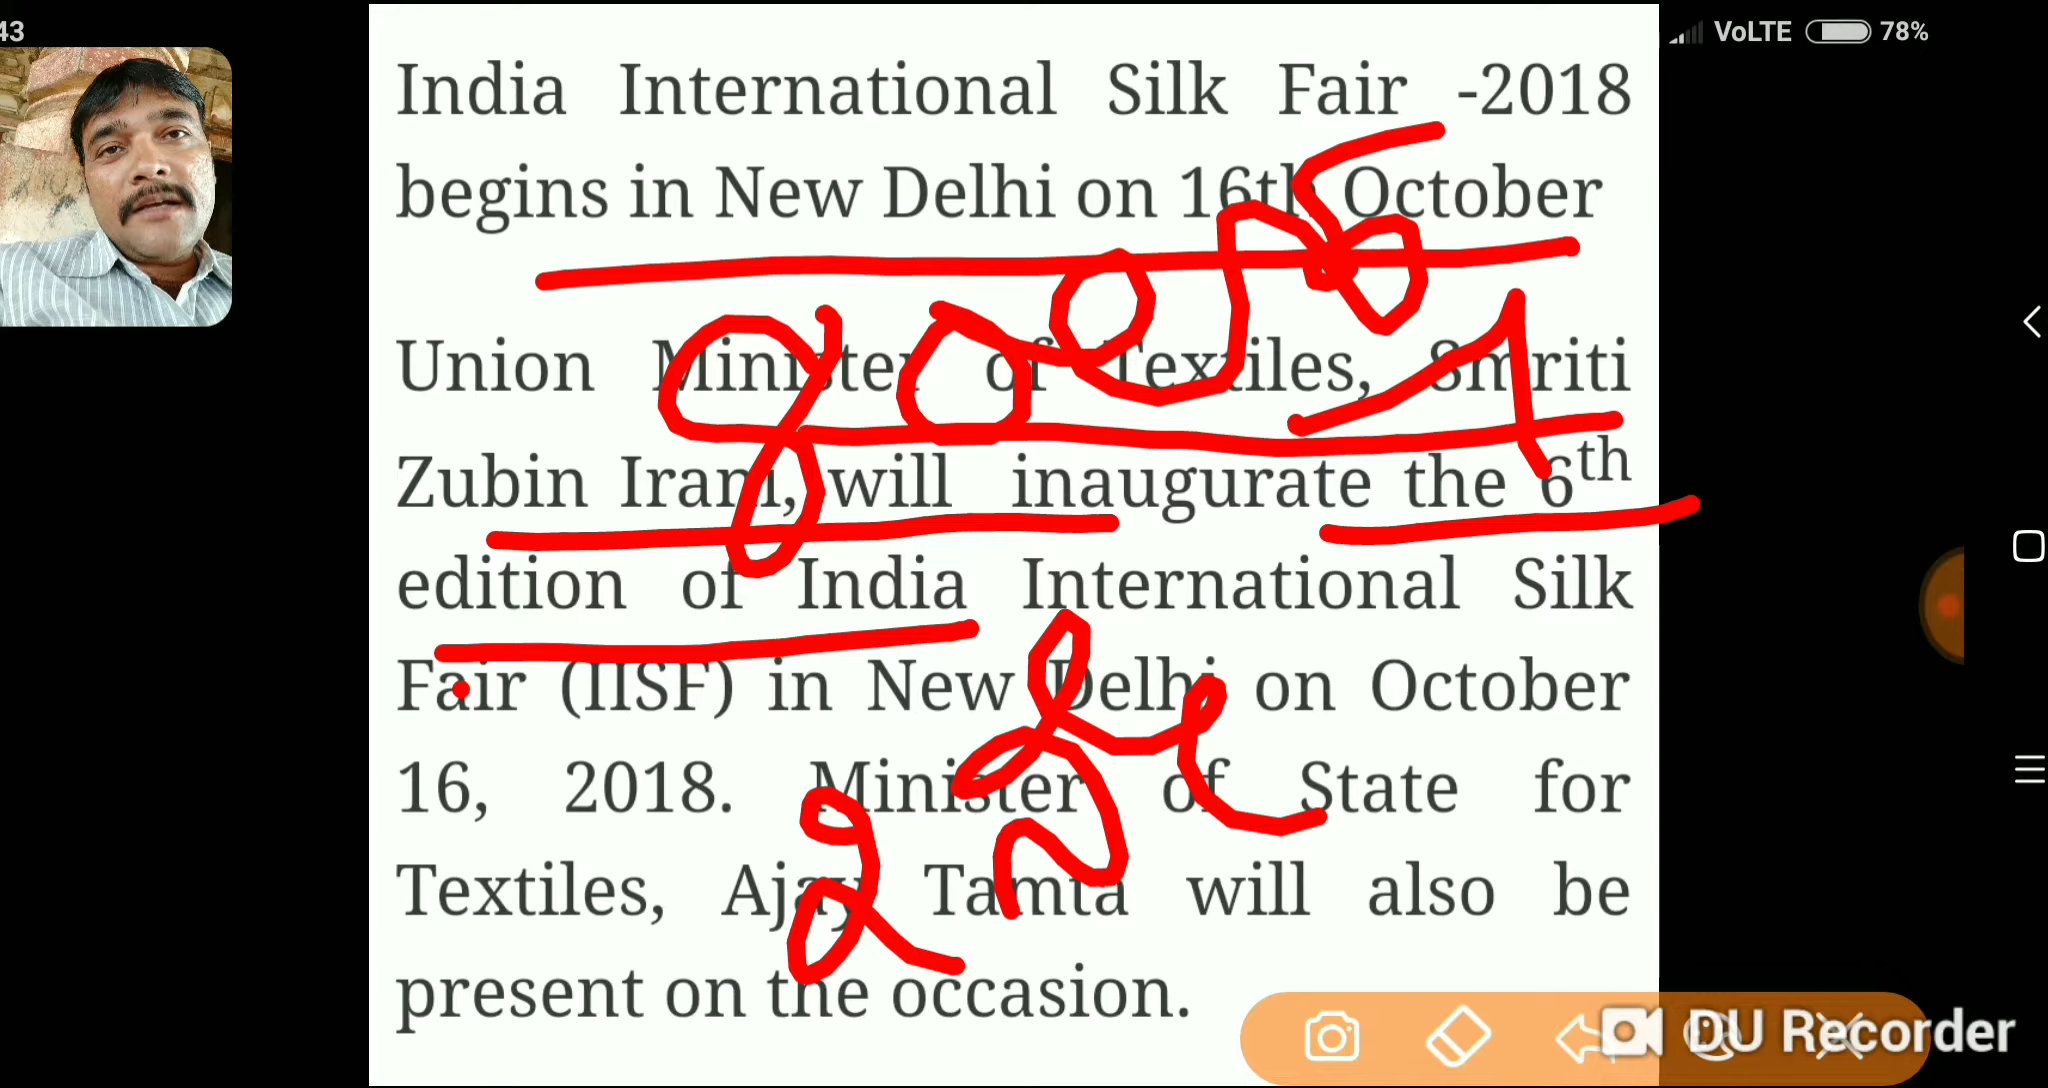 43
VoLTE 78%
India International Silk Fair -2018
begins in New Delhi on 16th October
Union Minister of Textiles, Smriti
Zubin Irani, will inaugurate the 6th
edition of India International Silk
Fair (IISF) in New Delhi on October
16, 2018. Minister of State for
Textiles, Ajay Tamta will also be
present on the occasion.
DU Recorder